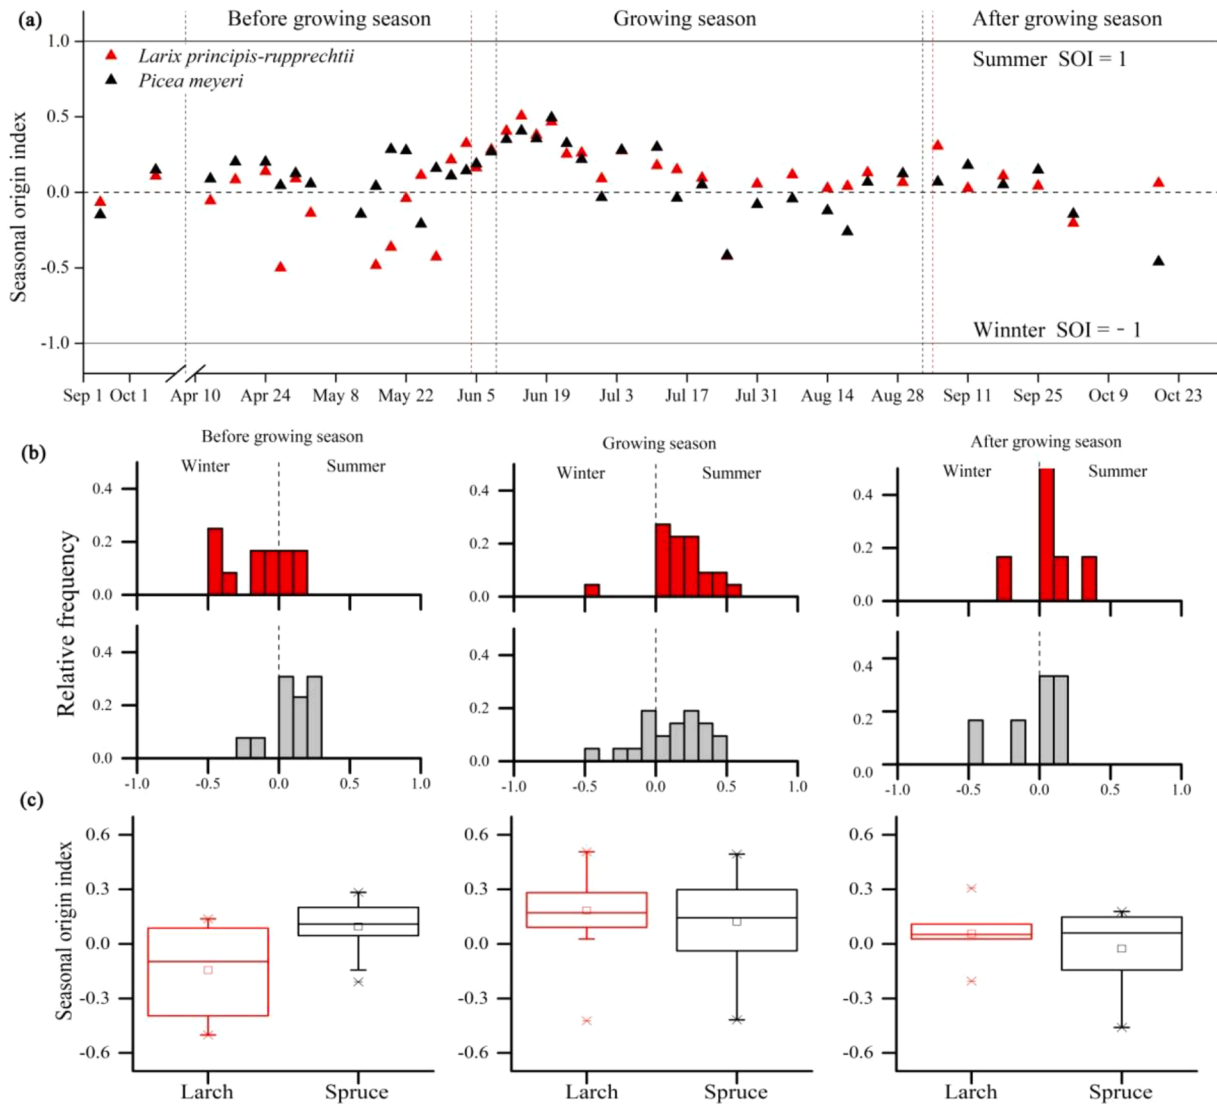 (a) Before growing season Growing season After growing season
1.0
Larix principis-rupprechtii Summer SOI = 1
Picea meyeri
0.5
0.0
-0.5
Winnter SOI = - 1
-1.0
Seasonal origin index
Sep 1 Oct 1 Apr 10 Apr 24 May 8 May 22 Jun 5 Jun 19 Jul 3 Jul 17 Jul 31 Aug 14 Aug 28 Sep 11 Sep 25 Oct 9 Oct 23
(b) Before growing season Growing season After growing season
Winter Summer Winter Summer Winter Summer
0.4 0.4 0.4
0.2 0.2 0.2
0.0 0.0 0.0
Relative frequency
0.4 0.4 0.4
0.2 0.2 0.2
0.0 0.0 0.0
-1.0 -0.5 0.0 0.5 1.0 -1.0 -0.5 0.0 0.5 1.0 -1.0 -0.5 0.0 0.5 1.0
(c)
0.6 0.6 0.6
0.3 0.3 0.3
0.0 0.0 0.0
-0.3 -0.3 -0.3
-0.6 -0.6 -0.6
Seasonal origin index
Larch Spruce Larch Spruce Larch Spruce